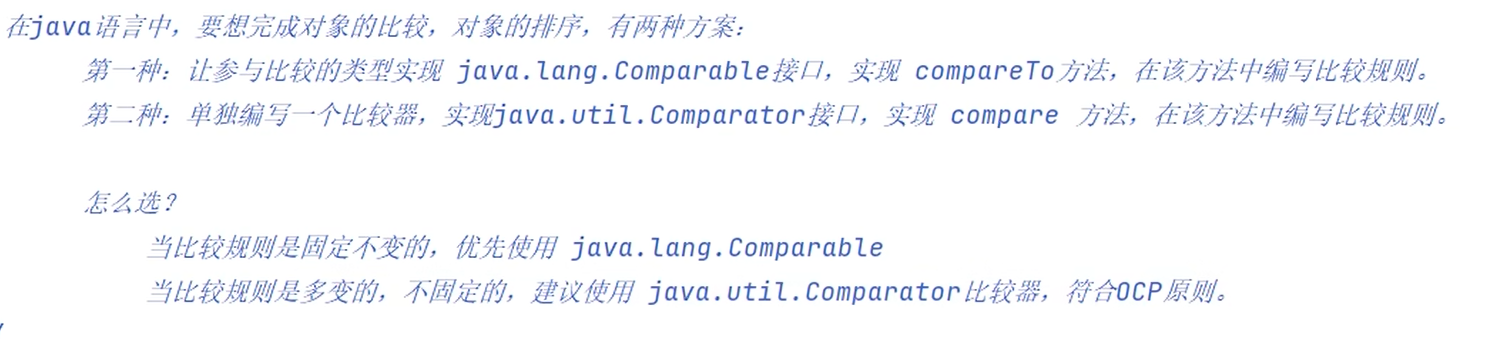 在java语言中，要想完成对象的比较，对象的排序，有两种方案：
第一种：让参与比较的类型实现 java.lang.Comparable接口，实现 compareTo方法，在该方法中编写比较规则。
第二种：单独编写一个比较器，实现java.util.Comparator接口，实现 compare 方法，在该方法中编写比较规则。
怎么选？
当比较规则是固定不变的，优先使用 java.lang.Comparable
当比较规则是多变的，不固定的，建议使用 java.util.Comparator比较器，符合OCP原则。